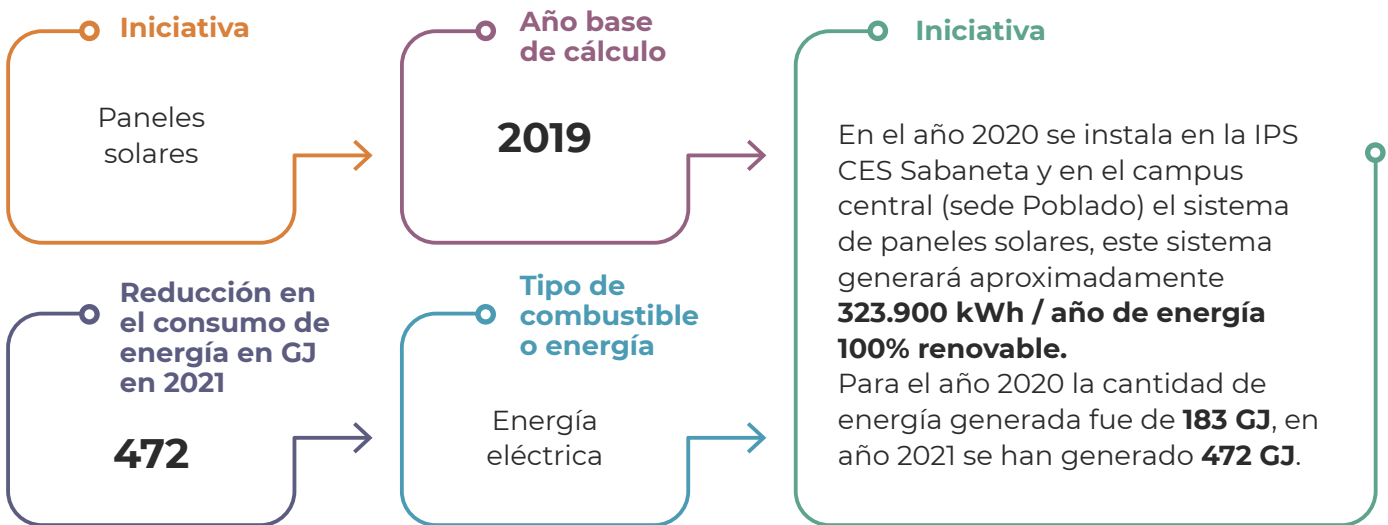 Iniciativa
Paneles
solares
Año base
de cálculo
2019
Reducción en
el consumo de
energía en GJ
en 2021
472
Tipo de
combustible
o energía
Energía
eléctrica
Iniciativa
En el año 2020 se instala en la IPS
CES Sabaneta y en el campus
central (sede Poblado) el sistema
de paneles solares, este sistema
generará aproximadamente
323.900 kWh / año de energía
100% renovable.
Para el año 2020 la cantidad de
energía generada fue de 183 GJ, en
año 2021 se han generado 472 GJ.